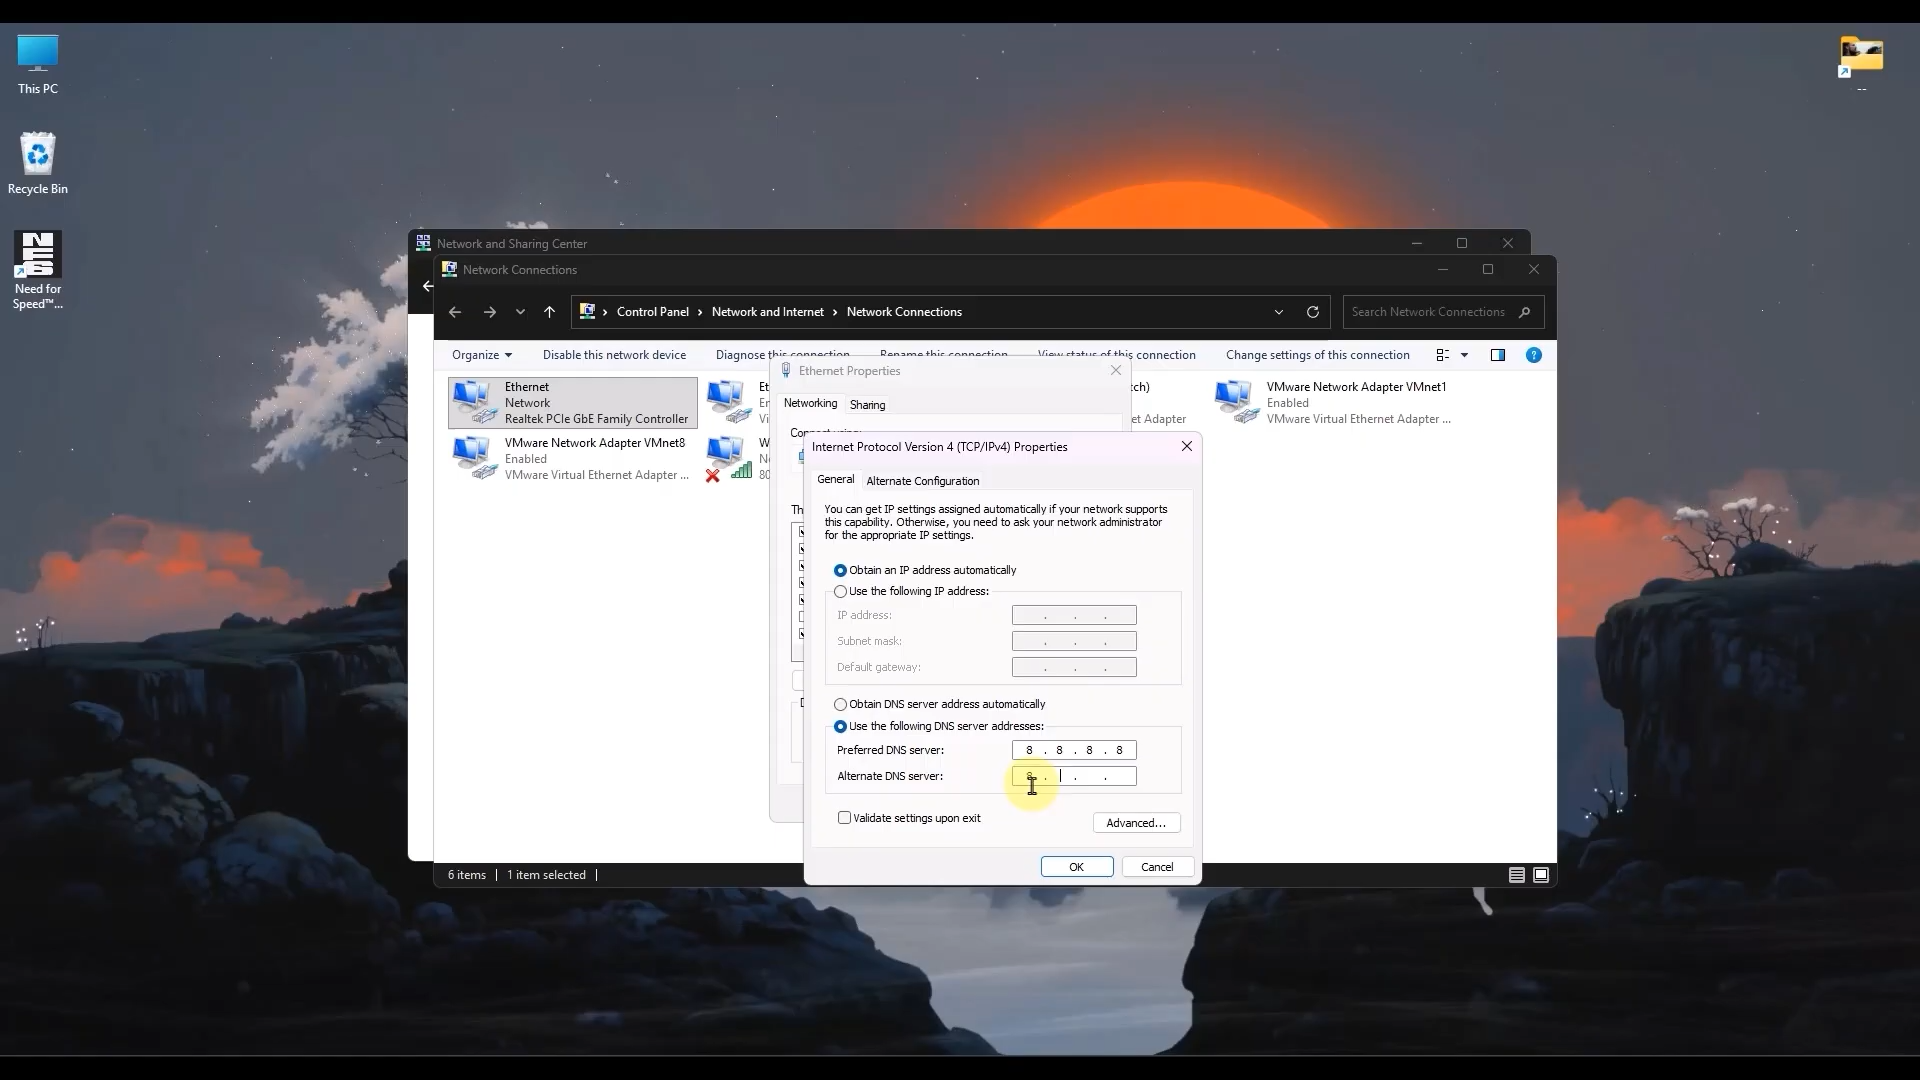 This PC
Recycle Bin
Need for
Speed™...
--
Network and Sharing Center
Network Connections
Control Panel › Network and Internet › Network Connections
Search Network Connections
Organize
Disable this network device
Diagnose this connection
Rename this connection
View status of this connection
Change settings of this connection
Ethernet
Network
Realtek PCIe GbE Family Controller
VMware Network Adapter VMnet8
Enabled
VMware Virtual Ethernet Adapter ...
tch)
et Adapter
VMware Network Adapter VMnet1
Enabled
VMware Virtual Ethernet Adapter ...
Ethernet Properties
Networking
Sharing
Internet Protocol Version 4 (TCP/IPv4) Properties
General
Alternate Configuration
You can get IP settings assigned automatically if your network supports
this capability. Otherwise, you need to ask your network administrator
for the appropriate IP settings.
Obtain an IP address automatically
Use the following IP address:
IP address:
Subnet mask:
Default gateway:
Obtain DNS server address automatically
Use the following DNS server addresses:
Preferred DNS server: 8 . 8 . 8 . 8
Alternate DNS server: 8 . . .
Validate settings upon exit
Advanced...
OK
Cancel
6 items
1 item selected